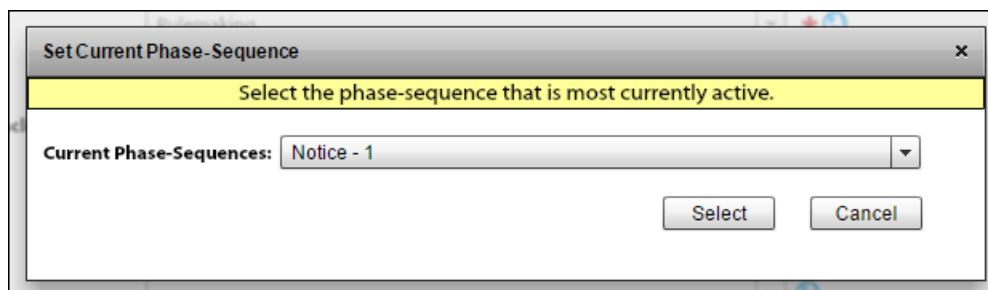 Rulemaking
Set Current Phase-Sequence
Select the phase-sequence that is most currently active.
Current Phase-Sequences: Notice - 1
Select Cancel